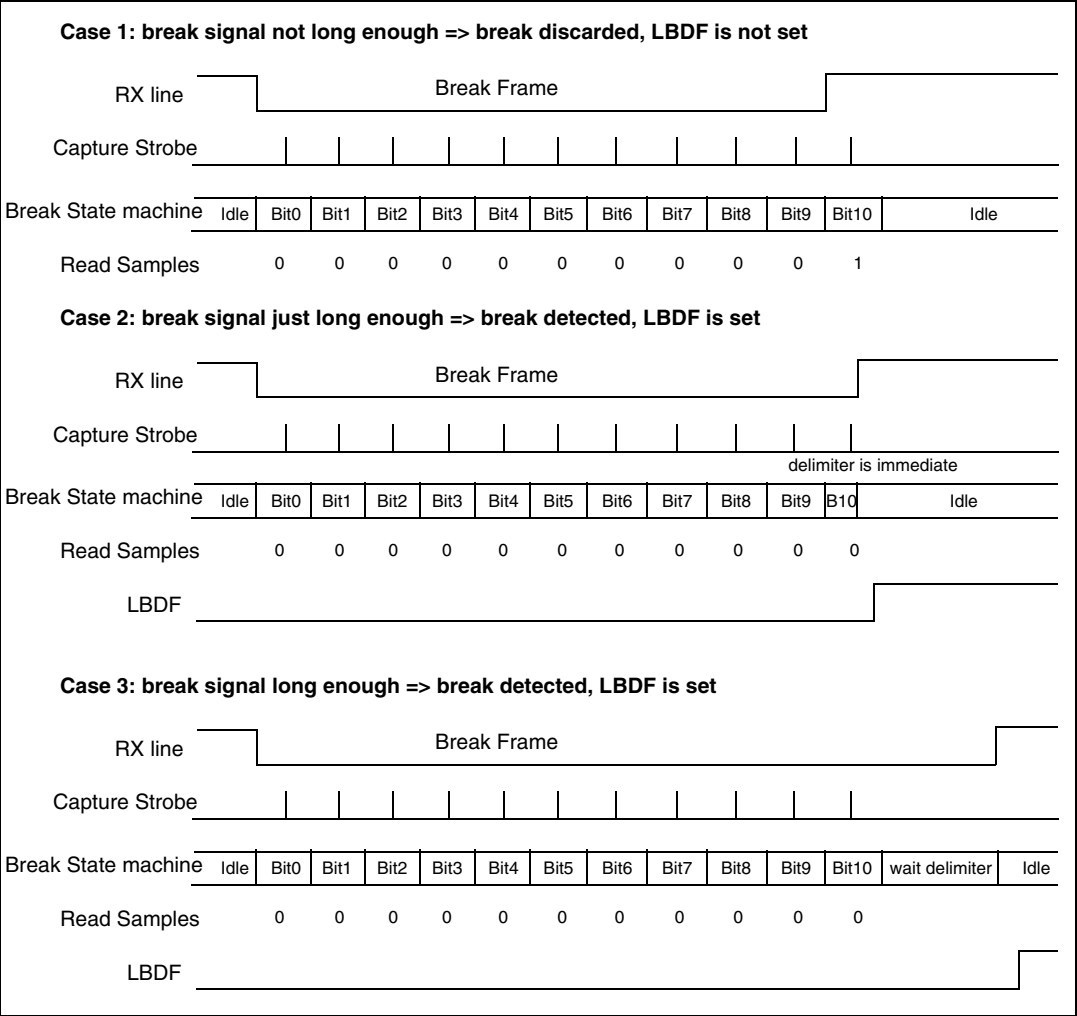 Case 1: break signal not long enough => break discarded, LBDF is not set
RX line Break Frame
Capture Strobe
Break State machine Idle Bit0 Bit1 Bit2 Bit3 Bit4 Bit5 Bit6 Bit7 Bit8 Bit9 Bit10 Idle
Read Samples 0 0 0 0 0 0 0 0 0 0 1
Case 2: break signal just long enough => break detected, LBDF is set
RX line Break Frame
Capture Strobe
delimiter is immediate
Break State machine Idle Bit0 Bit1 Bit2 Bit3 Bit4 Bit5 Bit6 Bit7 Bit8 Bit9 B10 Idle
Read Samples 0 0 0 0 0 0 0 0 0 0 0
LBDF
Case 3: break signal long enough => break detected, LBDF is set
RX line Break Frame
Capture Strobe
Break State machine Idle Bit0 Bit1 Bit2 Bit3 Bit4 Bit5 Bit6 Bit7 Bit8 Bit9 Bit10 wait delimiter Idle
Read Samples 0 0 0 0 0 0 0 0 0 0 0
LBDF